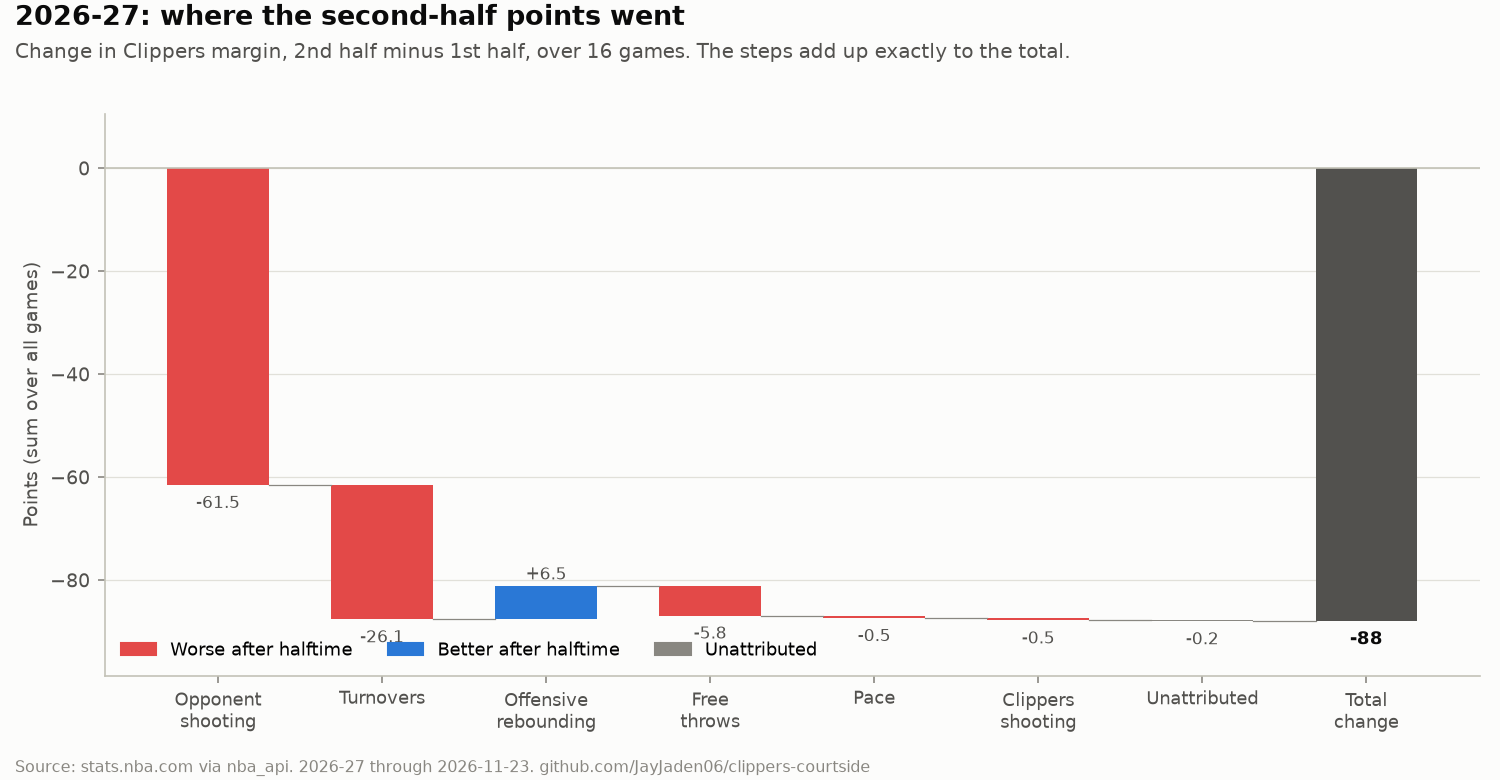 2026-27: where the second-half points went
Change in Clippers margin, 2nd half minus 1st half, over 16 games. The steps add up exactly to the total.
Points (sum over all games)
0
−20
−40
−60
−80
-61.5
-26.1
+6.5
-5.8
-0.5
-0.5
-0.2
-88
Worse after halftime
Better after halftime
Unattributed
Opponent
shooting
Turnovers
Offensive
rebounding
Free
throws
Pace
Clippers
shooting
Unattributed
Total
change
Source: stats.nba.com via nba_api. 2026-27 through 2026-11-23. github.com/JayJaden06/clippers-courtside